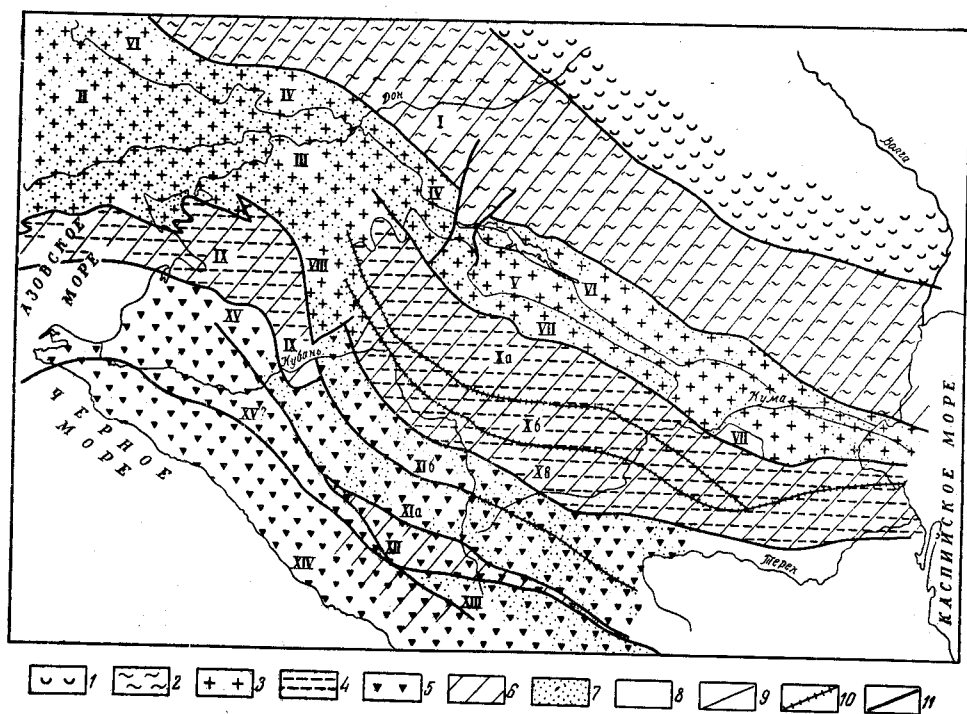 VI
II
IV
Дон
I
III
IV
Волга
АЗОВСКОЕ
МОРЕ
IX
VIII
V
VI
XV
VII
IX
Кубань
Xа
Кума
ЧЕРНОЕ
МОРЕ
XV?
Xб
VII
XIб
Xв
XIа
КАСПИЙСКОЕ МОРЕ
XII
XIV
Терек
XIII
1 2 3 4 5 6 7 8 9 10 11